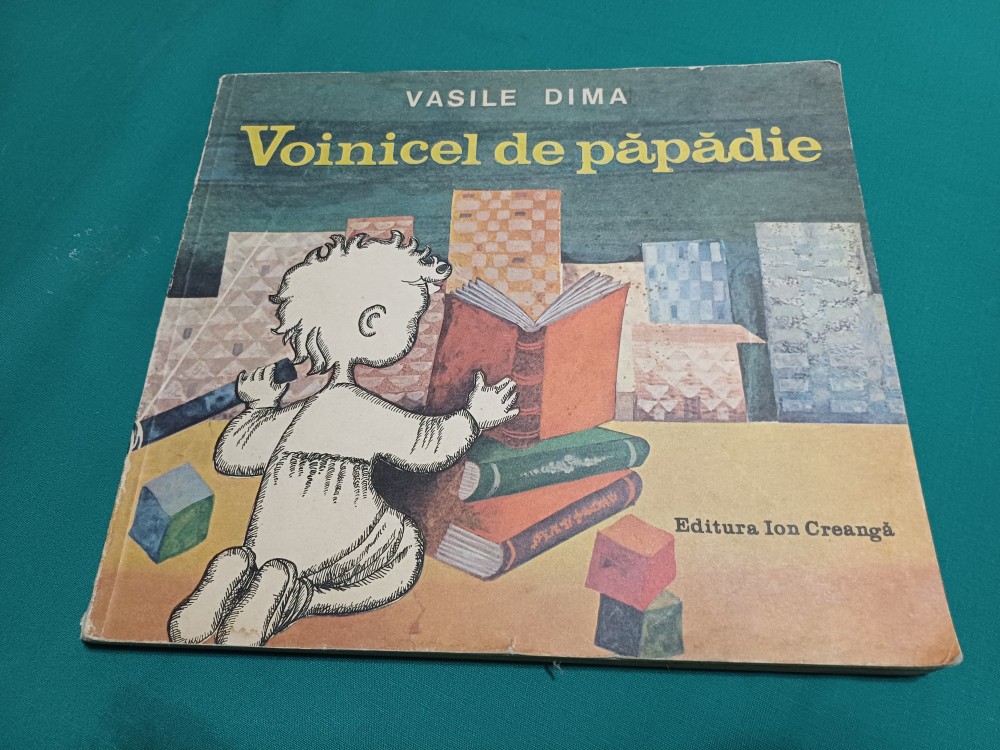 VASILE DIMA
Voinicel de păpădie
Editura Ion Creangă